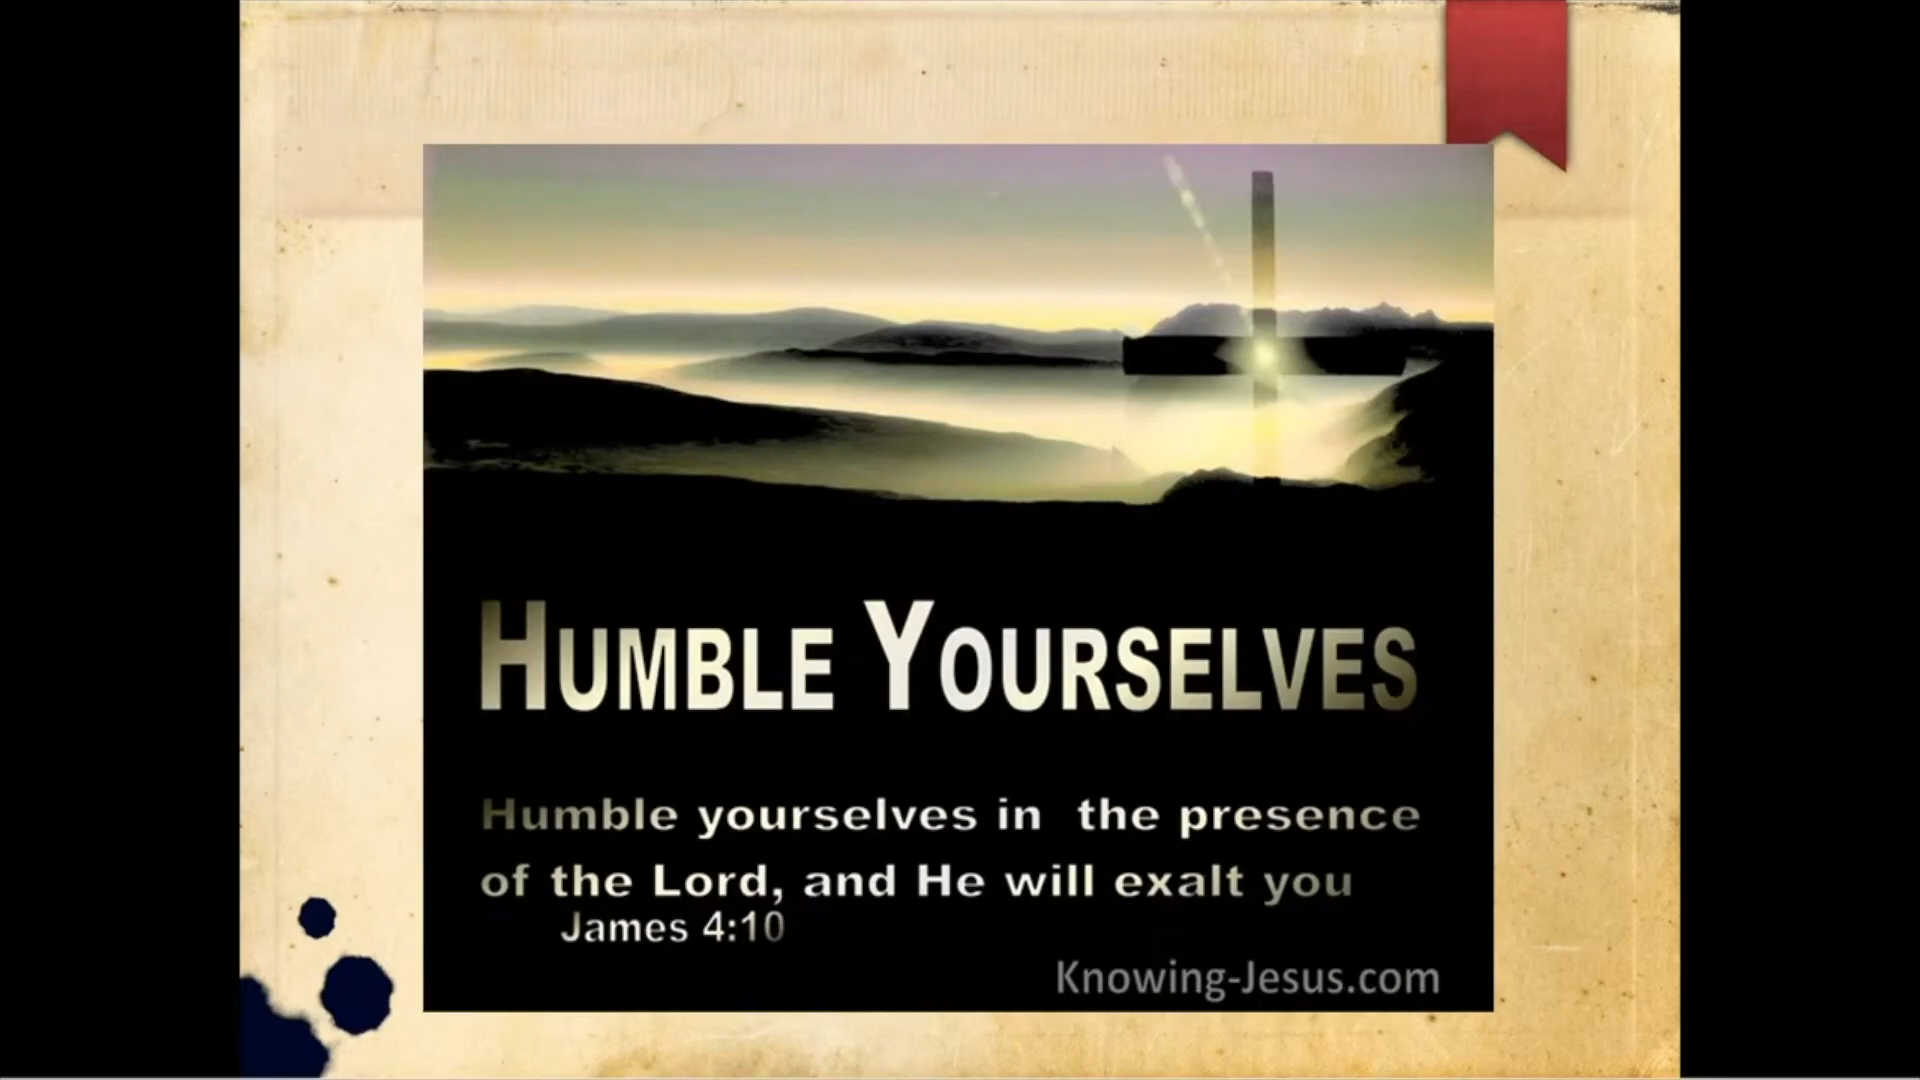 HUMBLE YOURSELVES
Humble yourselves in the presence
of the Lord, and He will exalt you
James 4:10
Knowing-Jesus.com